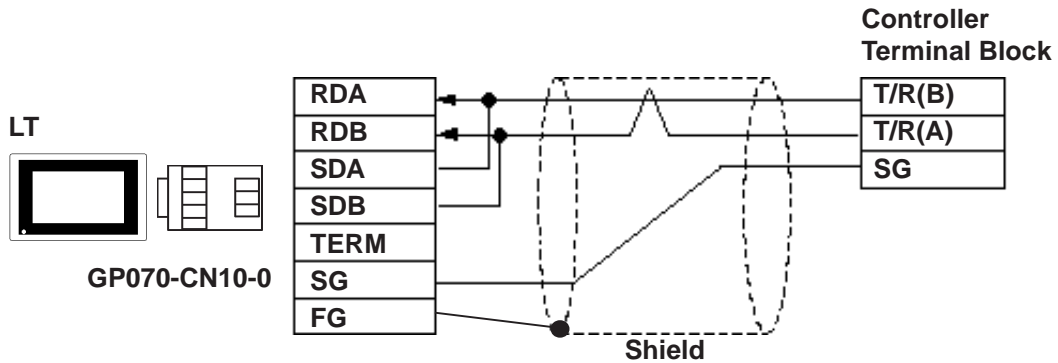 Controller
Terminal Block
LT
GP070-CN10-0
RDA
RDB
SDA
SDB
TERM
SG
FG
T/R(B)
T/R(A)
SG
Shield